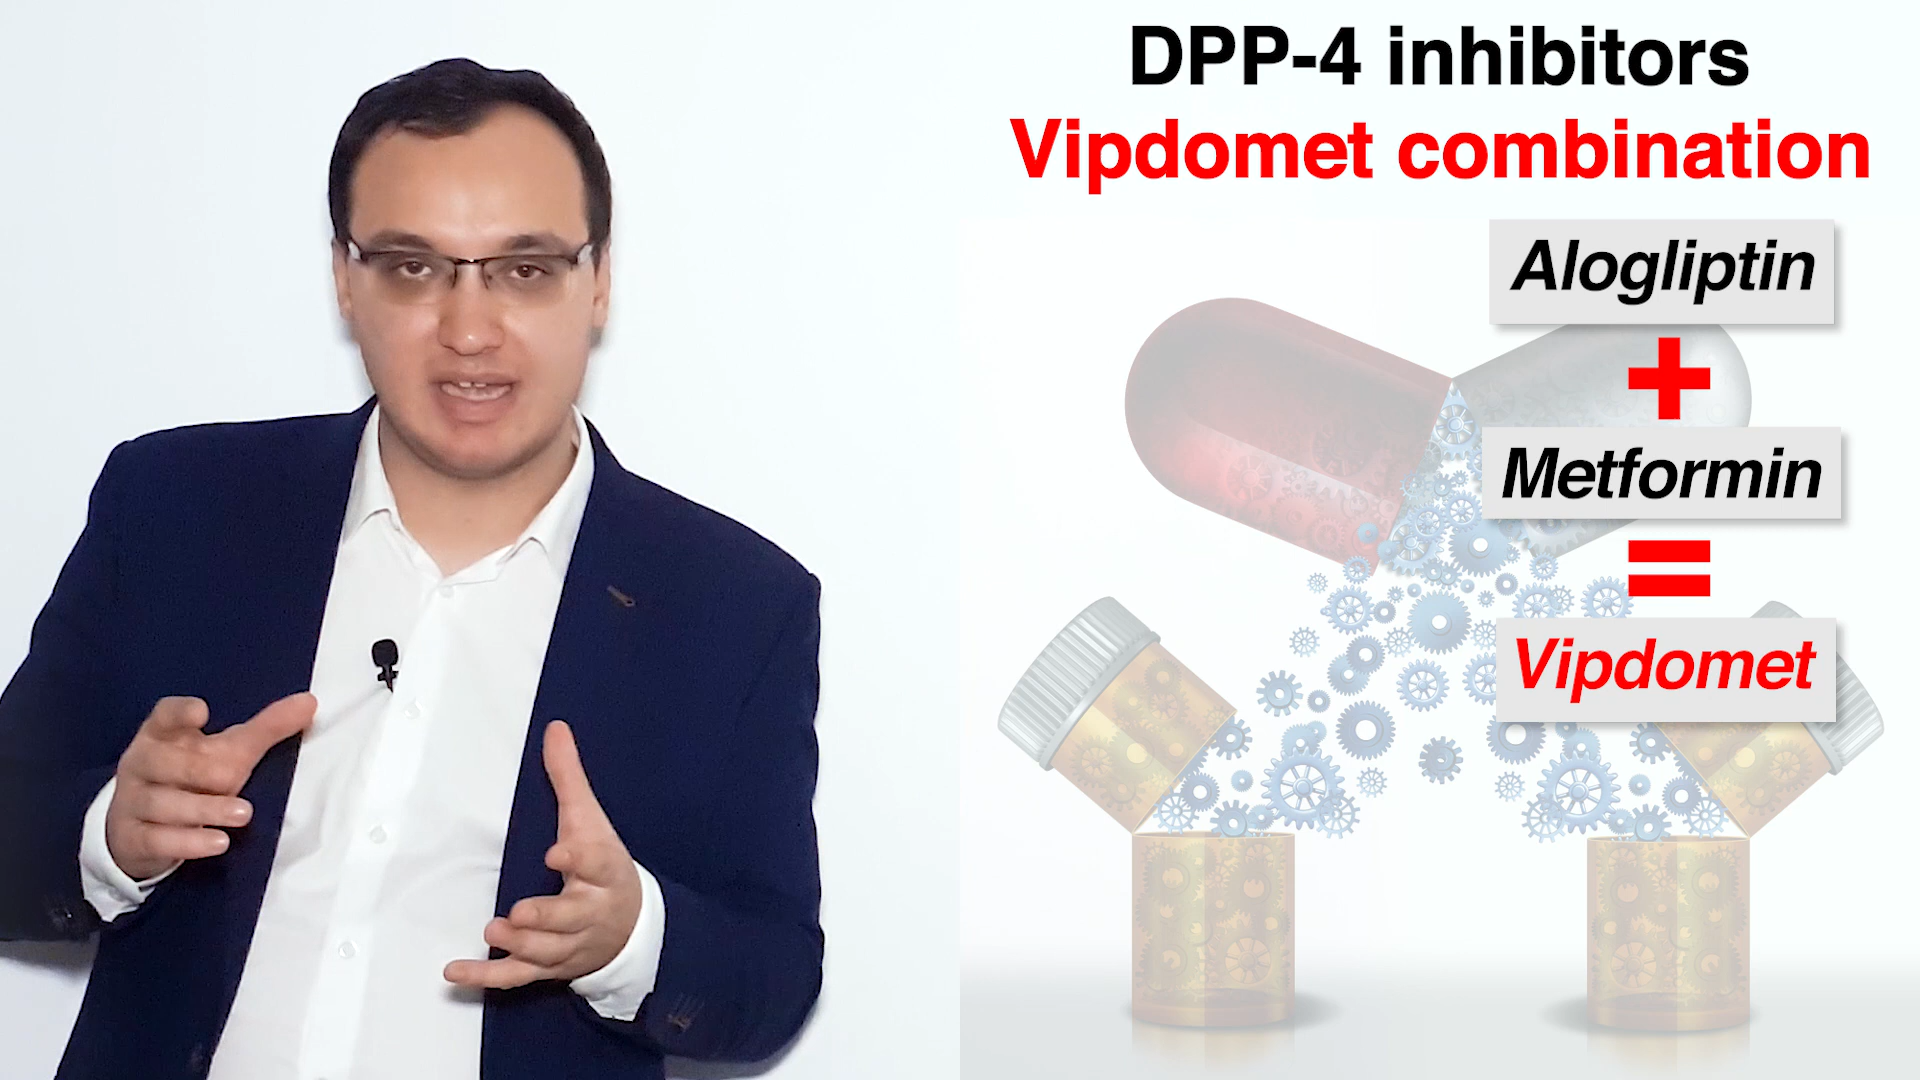 DPP-4 inhibitors
Vipdomet combination
Alogliptin
+
Metformin
=
Vipdomet